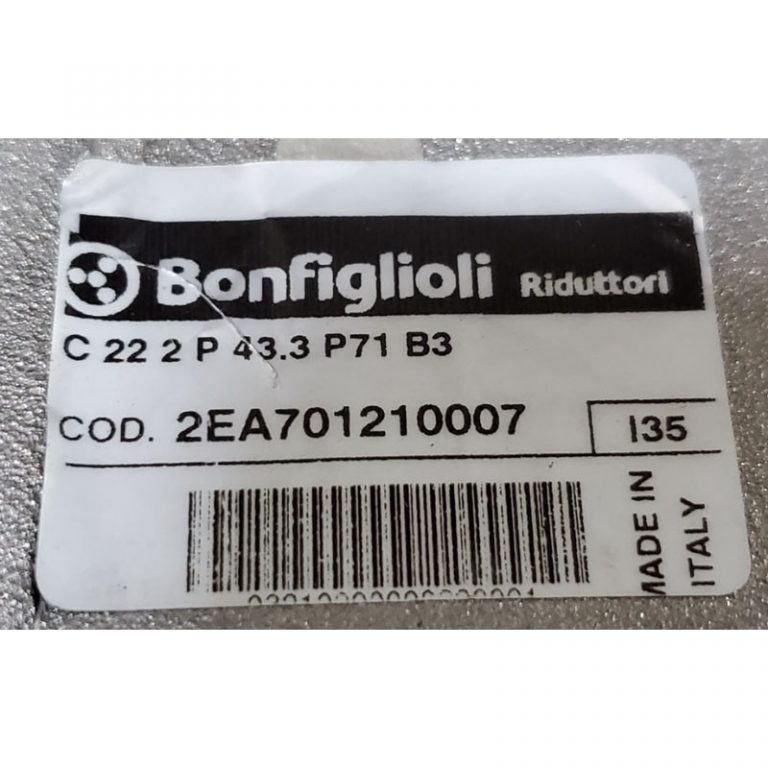 Bonfiglioli Riduttori
C 22 2 P 43.3 P71 B3
COD. 2EA701210007
I35
MADE IN
ITALY